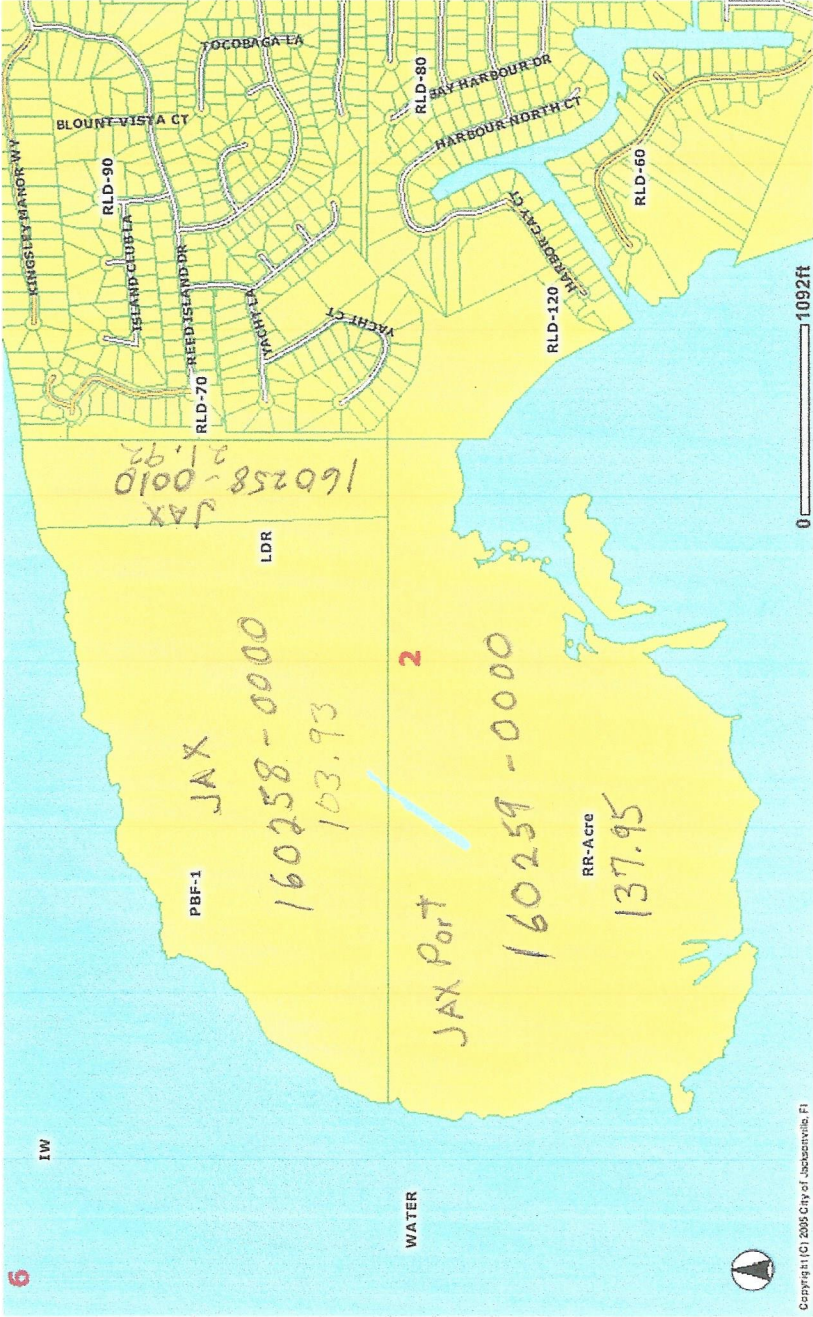 6
KINGSLEY MANOR WY
IW
BLOUNT VISTA CT
RLD-90
ISLAND CLUB LA
JAX
160258-0010
21.92
PBF-1
JAX
REED ISLAND DR
RLD-70
TOCOBAGA LA
YACHT LA
160258-0000
103.93
LDR
YACHT CT
WATER
2
RLD-80
BAY HARBOUR DR
HARBOUR NORTH CT
JAX Port
HARBOR CAY CT
160259-0000
RLD-120
RR-Acre
137.95
RLD-60
0
1092ft
Copyright (C) 2005 City of Jacksonville, Fl